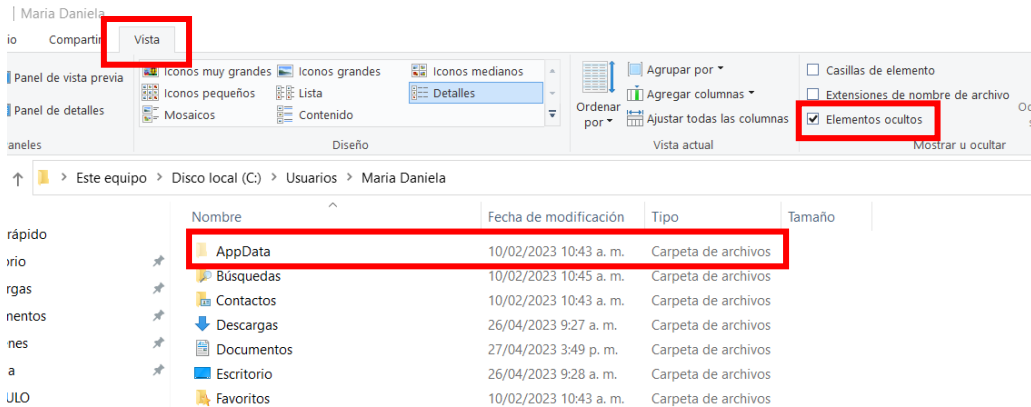 | Maria Daniela
io Compartir Vista
Panel de vista previa
Panel de detalles
aneles
Iconos muy grandes Iconos grandes Iconos medianos
Iconos pequeños Lista Detalles
Mosaicos Contenido
Diseño
Ordenar por
Agrupar por
Agregar columnas
Ajustar todas las columnas
Vista actual
Casillas de elemento
Extensiones de nombre de archivo
Elementos ocultos
Mostrar u ocultar
Oc
Este equipo > Disco local (C:) > Usuarios > Maria Daniela
Nombre Fecha de modificación Tipo Tamaño
rápido
orio
rgas
mentos
enes
a
ULO
AppData 10/02/2023 10:43 a. m. Carpeta de archivos
Búsquedas 10/02/2023 10:45 a. m. Carpeta de archivos
Contactos 10/02/2023 10:43 a. m. Carpeta de archivos
Descargas 26/04/2023 9:27 a. m. Carpeta de archivos
Documentos 27/04/2023 3:49 p. m. Carpeta de archivos
Escritorio 26/04/2023 9:28 a. m. Carpeta de archivos
Favoritos 10/02/2023 10:43 a. m. Carpeta de archivos